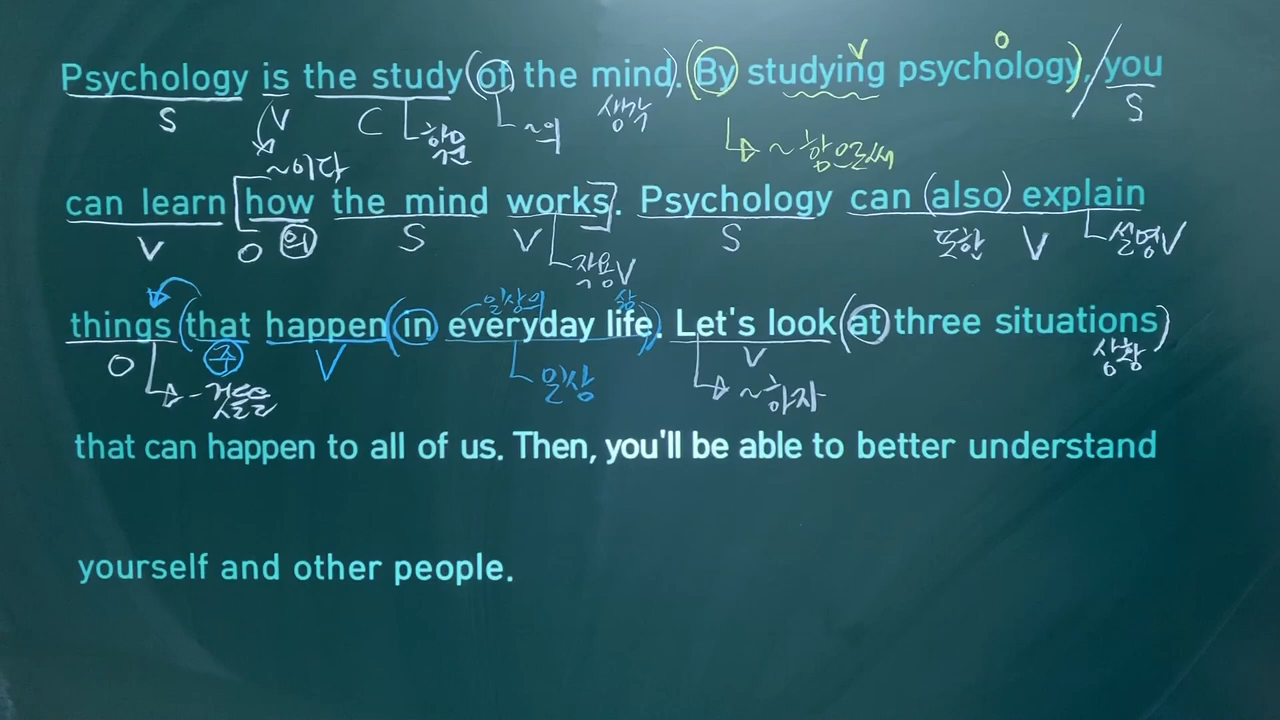 Psychology is the study (of the mind). (By studying psychology), / you
V O
S V C 학문 ~의 생각 ~함으로써 S
~이다
can learn [how the mind works]. Psychology can (also) explain
V O 의 S V 작용V S 또한 V 설명V
일상의 삶
things (that happen (in everyday life). Let's look (at three situations)
O 주 V 일상 V 상황
~것들을 ~하자
that can happen to all of us. Then, you'll be able to better understand
yourself and other people.